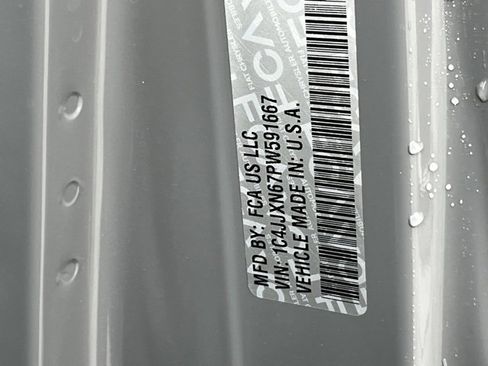 MFD BY: FCA US LLC
VIN: 1C4JJXN67PW591667
VEHICLE MADE IN: U.S.A.